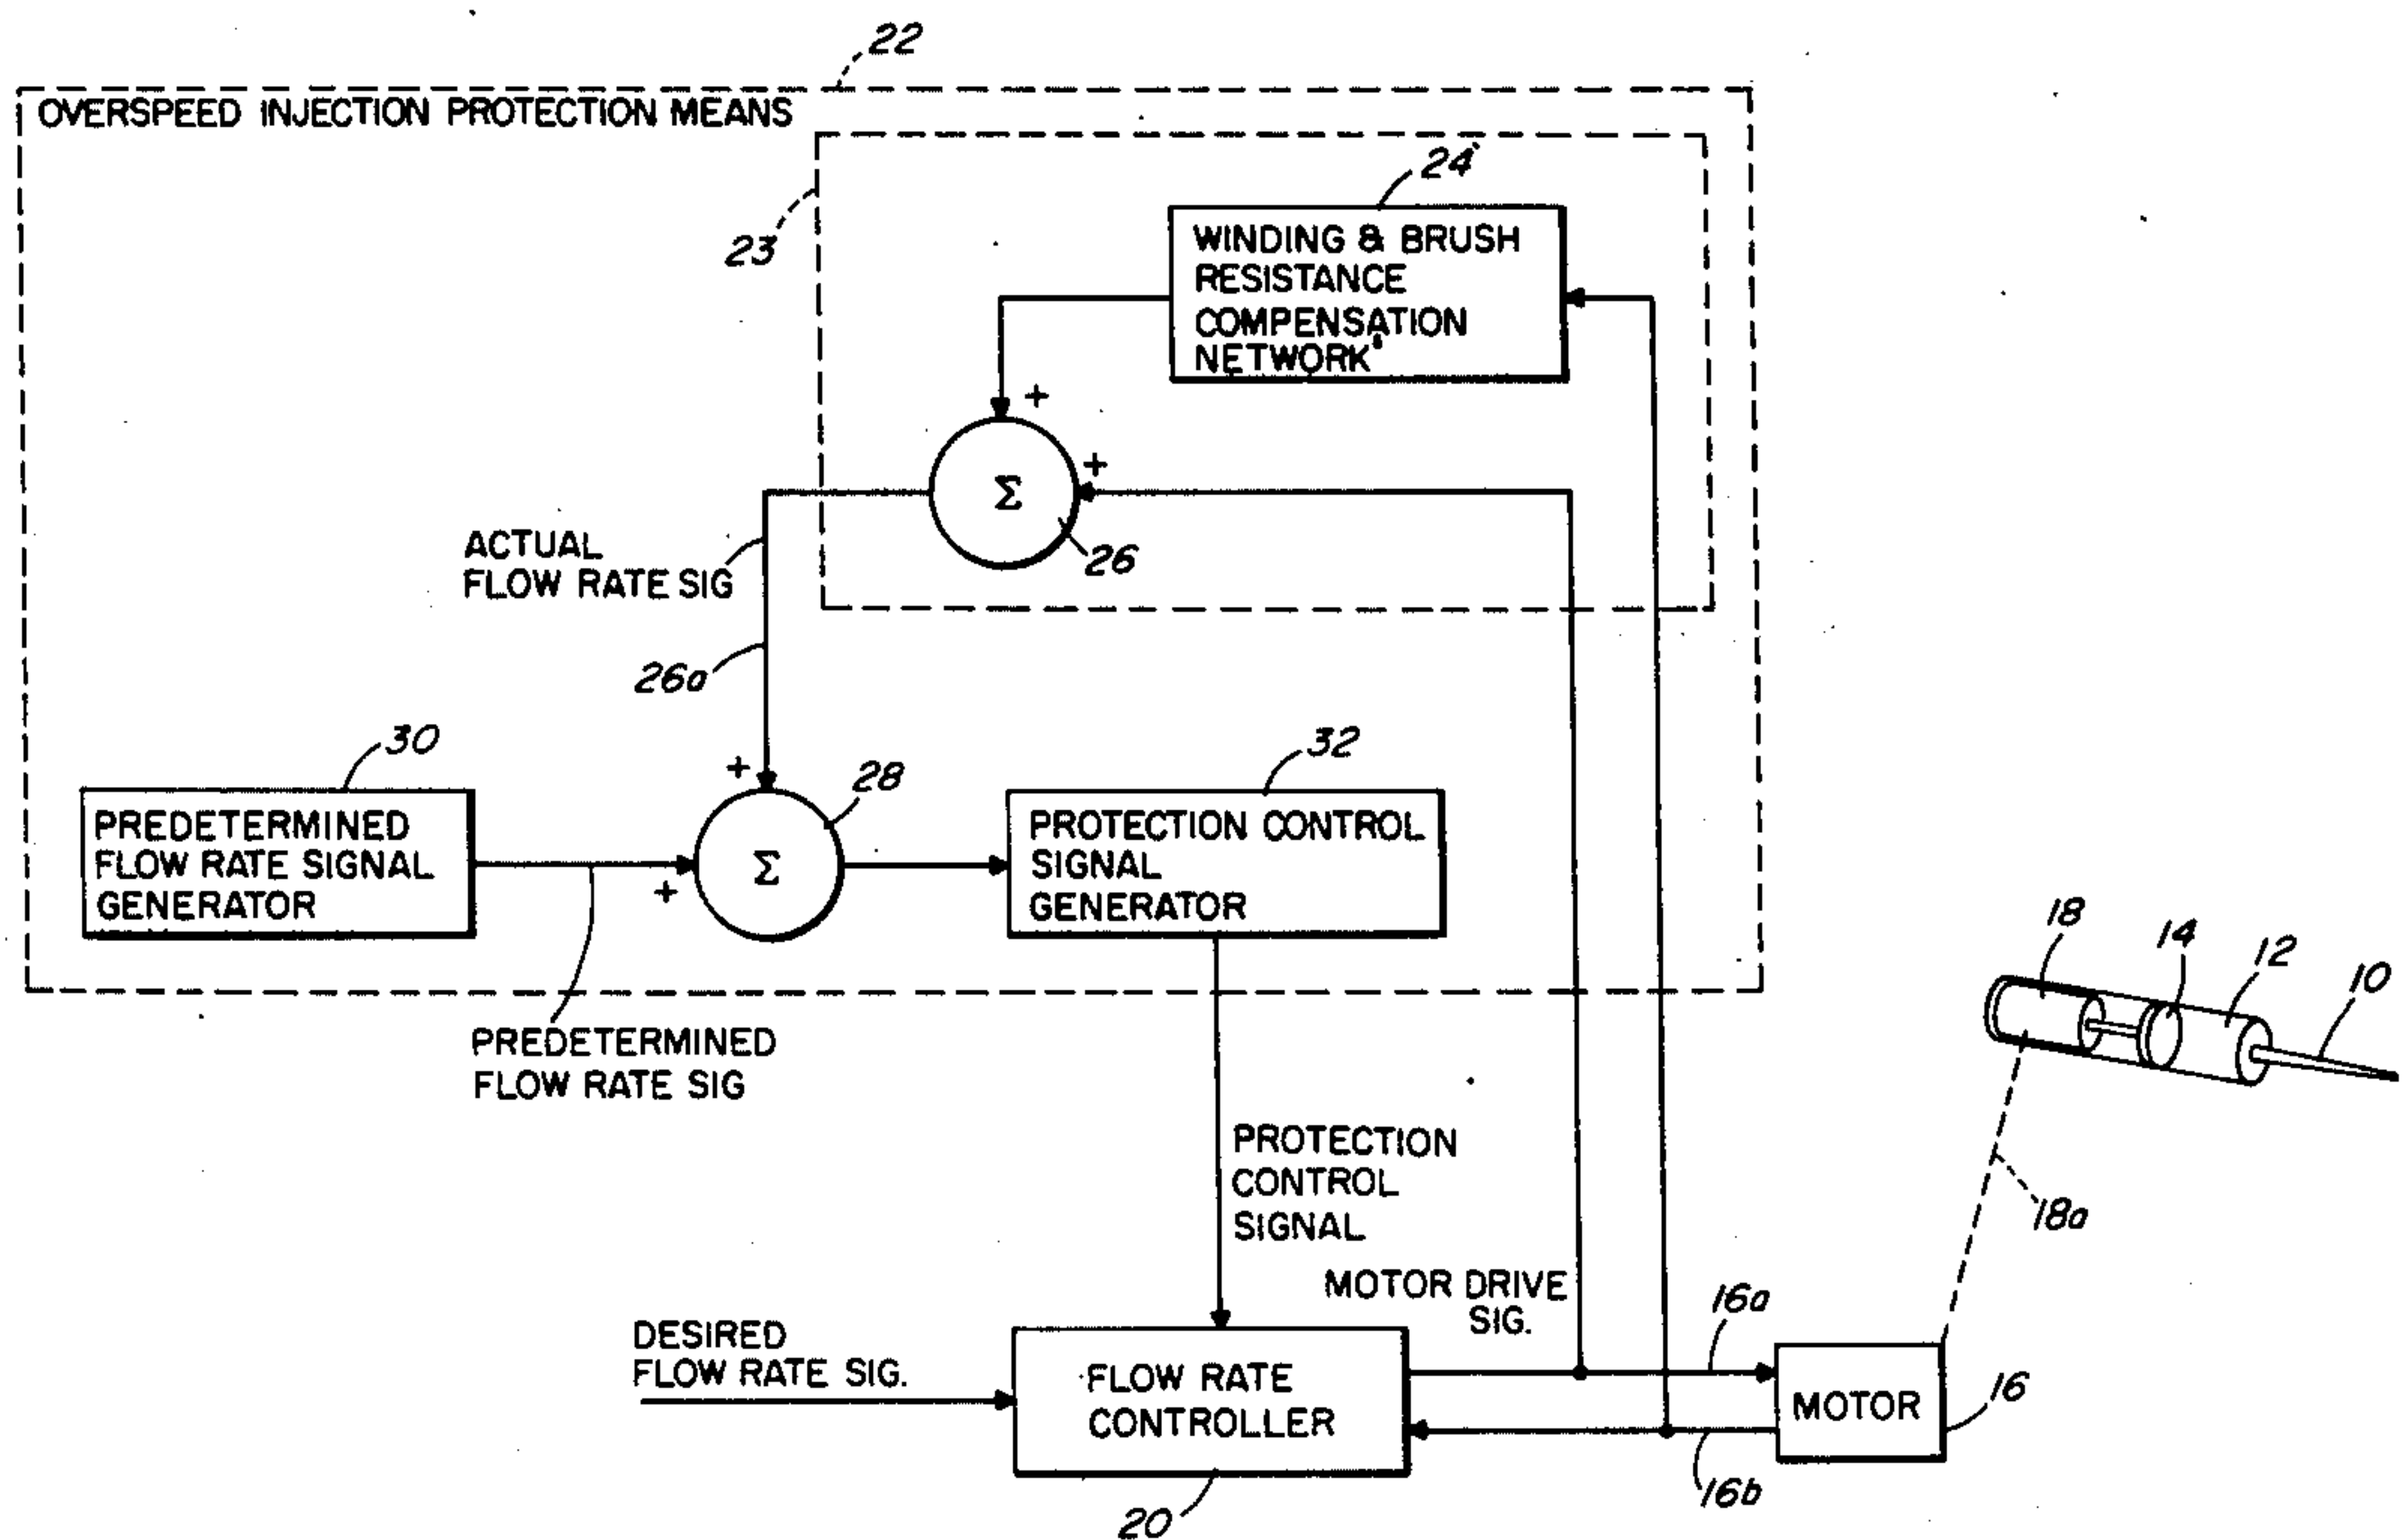 22
OVERSPEED INJECTION PROTECTION MEANS
23
24
WINDING & BRUSH
RESISTANCE
COMPENSATION
NETWORK
+
+
Σ
26
ACTUAL
FLOW RATE SIG
26a
30
PREDETERMINED
FLOW RATE SIGNAL
GENERATOR
+
+
28
Σ
32
PROTECTION CONTROL
SIGNAL
GENERATOR
PREDETERMINED
FLOW RATE SIG
18
14
12
10
18a
PROTECTION
CONTROL
SIGNAL
MOTOR DRIVE
SIG.
16a
DESIRED
FLOW RATE SIG.
FLOW RATE
CONTROLLER
20
MOTOR
16
16b